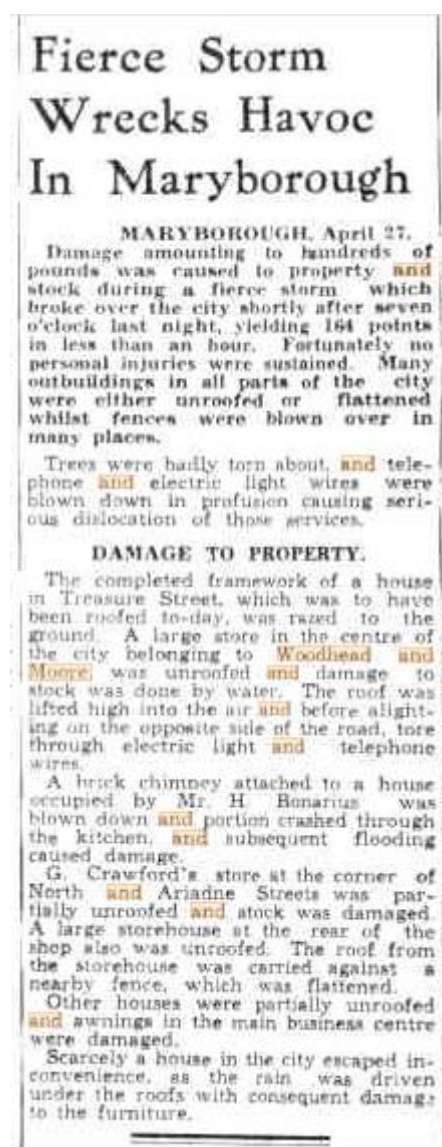 Fierce Storm
Wrecks Havoc
In Maryborough
MARYBOROUGH, April 27.
Damage amounting to hundreds of
pounds was caused to property and
stock during a fierce storm which
broke over the city shortly after seven
o'clock last night, yielding 164 points
in less than an hour. Fortunately no
personal injuries were sustained. Many
outbuildings in all parts of the city
were either unroofed or flattened
whilst fences were blown over in
many places.
Trees were badly torn about, and tele-
phone and electric light wires were
blown down in profusion causing seri-
ous dislocation of those services.
DAMAGE TO PROPERTY.
The completed framework of a house
in Treasure Street, which was to have
been roofed to-day, was razed to the
ground. A large store in the centre of
the city belonging to Woodhead and
Moore was unroofed and damage to
stock was done by water. The roof was
lifted high into the air and before alight-
ing on the opposite side of the road, tore
through electric light and telephone
wires.
A brick chimney attached to a house
occupied by Mr. H Bonarius was
blown down and portion crashed through
the kitchen, and subsequent flooding
caused damage.
G. Crawford's store at the corner of
North and Ariadne Streets was par-
tially unroofed and stock was damaged.
A large storehouse at the rear of the
shop also was unroofed. The roof from
the storehouse was carried against a
nearby fence, which was flattened.
Other houses were partially unroofed
and awnings in the main business centre
were damaged.
Scarcely a house in the city escaped in-
convenience, as the rain was driven
under the roofs with consequent damage
to the furniture.